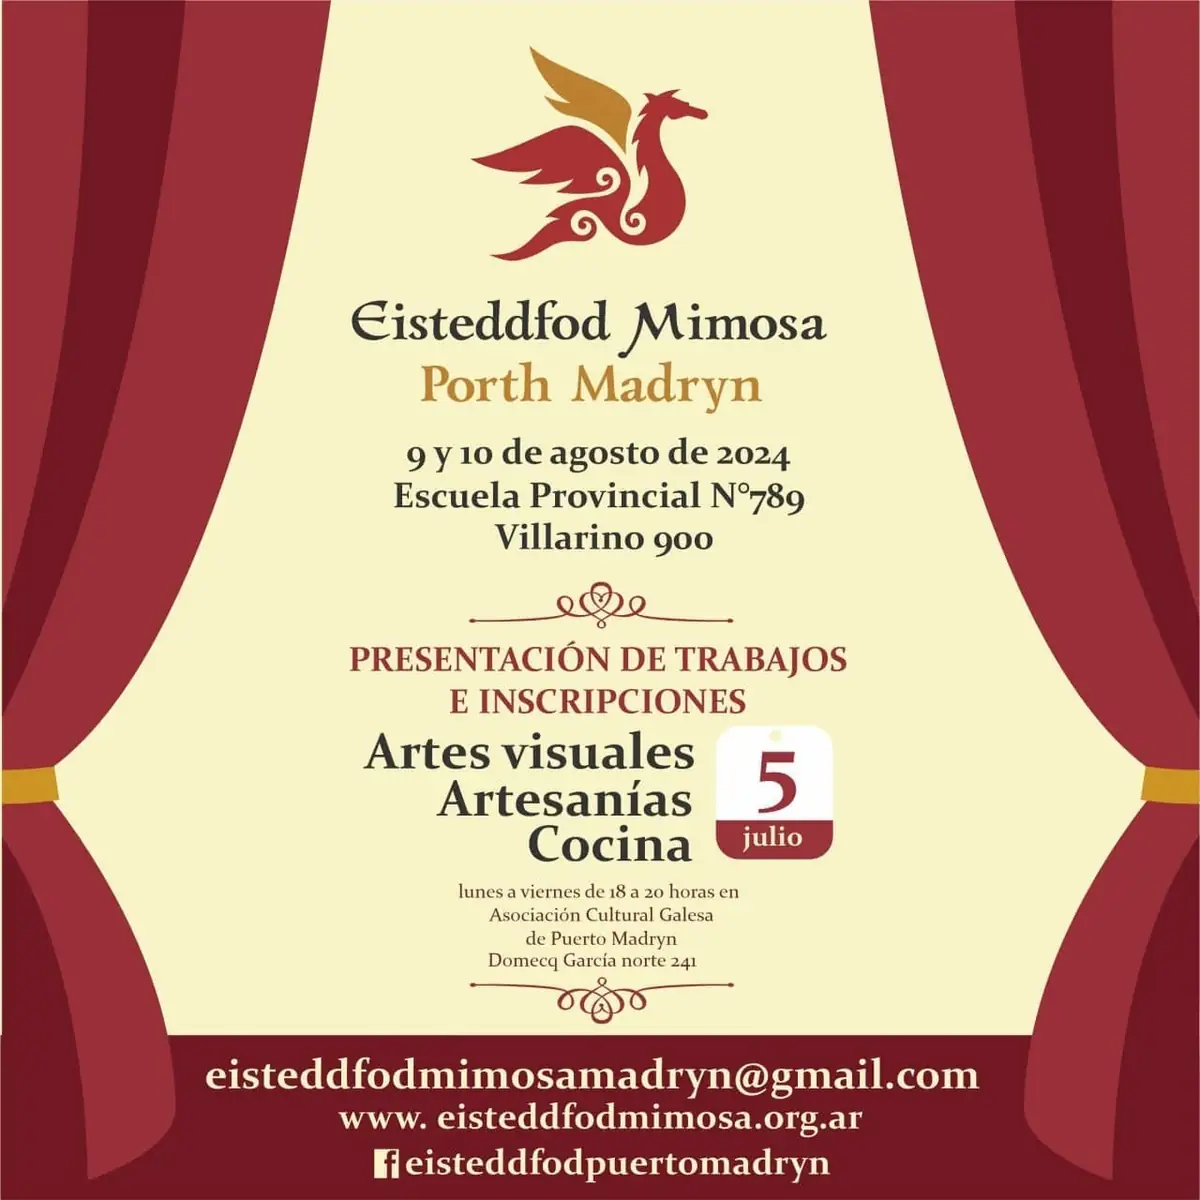 Eisteddfod Mimosa
Porth Madryn
9 y 10 de agosto de 2024
Escuela Provincial N°789
Villarino 900
PRESENTACIÓN DE TRABAJOS
E INSCRIPCIONES
Artes visuales
Artesanías
Cocina
5
julio
lunes a viernes de 18 a 20 horas en
Asociación Cultural Galesa
de Puerto Madryn
Domecq García norte 241
eisteddfodmimosamadryn@gmail.com
www. eisteddfodmimosa.org.ar
f eisteddfodpuertomadryn